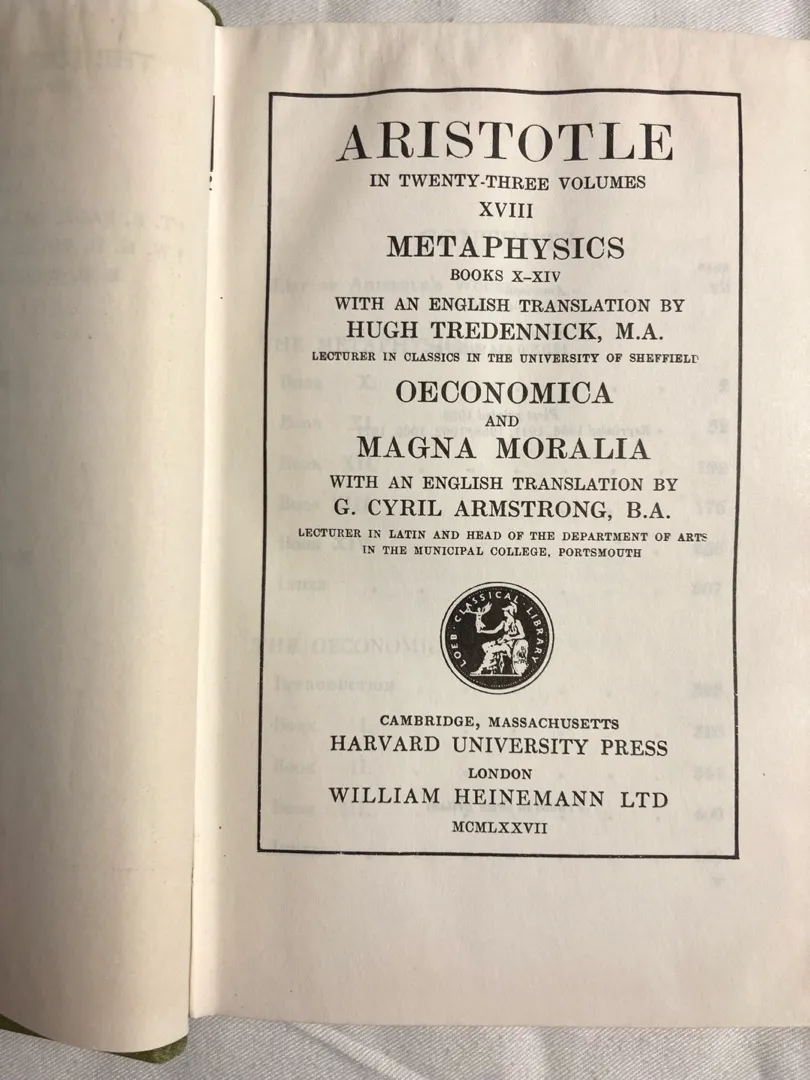 ARISTOTLE
IN TWENTY-THREE VOLUMES
XVIII
METAPHYSICS
BOOKS X–XIV
WITH AN ENGLISH TRANSLATION BY
HUGH TREDENNICK, M.A.
LECTURER IN CLASSICS IN THE UNIVERSITY OF SHEFFIELD
OECONOMICA
AND
MAGNA MORALIA
WITH AN ENGLISH TRANSLATION BY
G. CYRIL ARMSTRONG, B.A.
LECTURER IN LATIN AND HEAD OF THE DEPARTMENT OF ARTS
IN THE MUNICIPAL COLLEGE, PORTSMOUTH
LOEB CLASSICAL LIBRARY
CAMBRIDGE, MASSACHUSETTS
HARVARD UNIVERSITY PRESS
LONDON
WILLIAM HEINEMANN LTD
MCMLXXVII